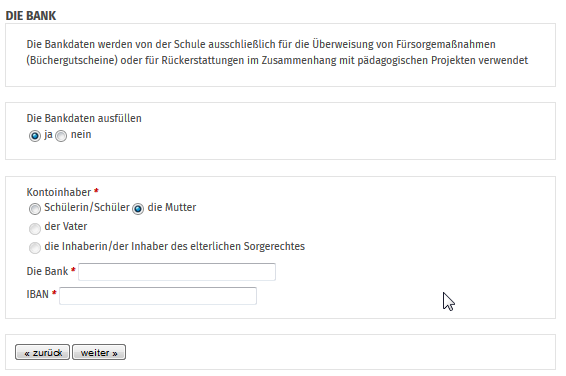 DIE BANK
Die Bankdaten werden von der Schule ausschließlich für die Überweisung von Fürsorgemaßnahmen
(Büchergutscheine) oder für Rückerstattungen im Zusammenhang mit pädagogischen Projekten verwendet
Die Bankdaten ausfüllen
ja nein
Kontoinhaber *
Schülerin/Schüler die Mutter
der Vater
die Inhaberin/der Inhaber des elterlichen Sorgerechtes
Die Bank *
IBAN *
« zurück weiter »